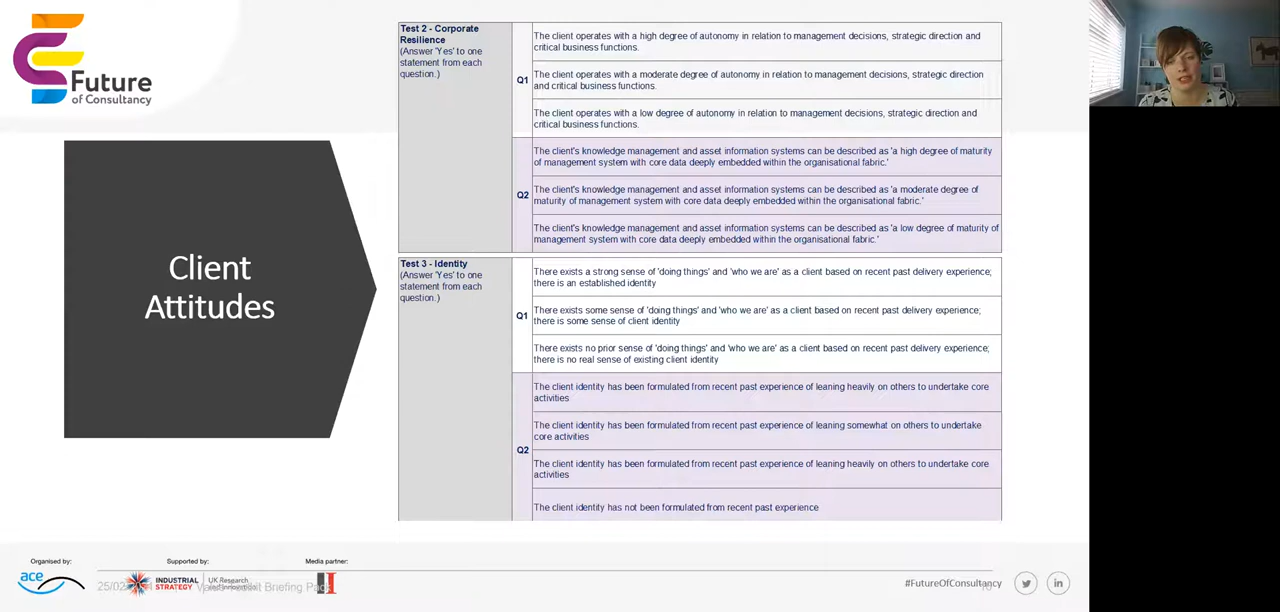 Future
of Consultancy
Client
Attitudes
Test 2 - Corporate
Resilience
(Answer 'Yes' to one
statement from each
question.)
Q1
The client operates with a high degree of autonomy in relation to management decisions, strategic direction and
critical business functions.
The client operates with a moderate degree of autonomy in relation to management decisions, strategic direction
and critical business functions.
The client operates with a low degree of autonomy in relation to management decisions, strategic direction and
critical business functions.
Q2
The client's knowledge management and asset information systems can be described as 'a high degree of maturity
of management system with core data deeply embedded within the organisational fabric.'
The client's knowledge management and asset information systems can be described as 'a moderate degree of
maturity of management system with core data deeply embedded within the organisational fabric.'
The client's knowledge management and asset information systems can be described as 'a low degree of maturity of
management system with core data deeply embedded within the organisational fabric.'
Test 3 - Identity
(Answer 'Yes' to one
statement from each
question.)
Q1
There exists a strong sense of 'doing things' and 'who we are' as a client based on recent past delivery experience;
there is an established identity
There exists some sense of 'doing things' and 'who we are' as a client based on recent past delivery experience;
there is some sense of client identity
There exists no prior sense of 'doing things' and 'who we are' as a client based on recent past delivery experience;
there is no real sense of existing client identity
Q2
The client identity has been formulated from recent past experience of leaning heavily on others to undertake core
activities
The client identity has been formulated from recent past experience of leaning somewhat on others to undertake
core activities
The client identity has been formulated from recent past experience of leaning heavily on others to undertake core
activities
The client identity has not been formulated from recent past experience
Organised by:
Supported by:
Media partner:
ace
INDUSTRIAL
STRATEGY
UK Research
Briefing
#FutureOfConsultancy